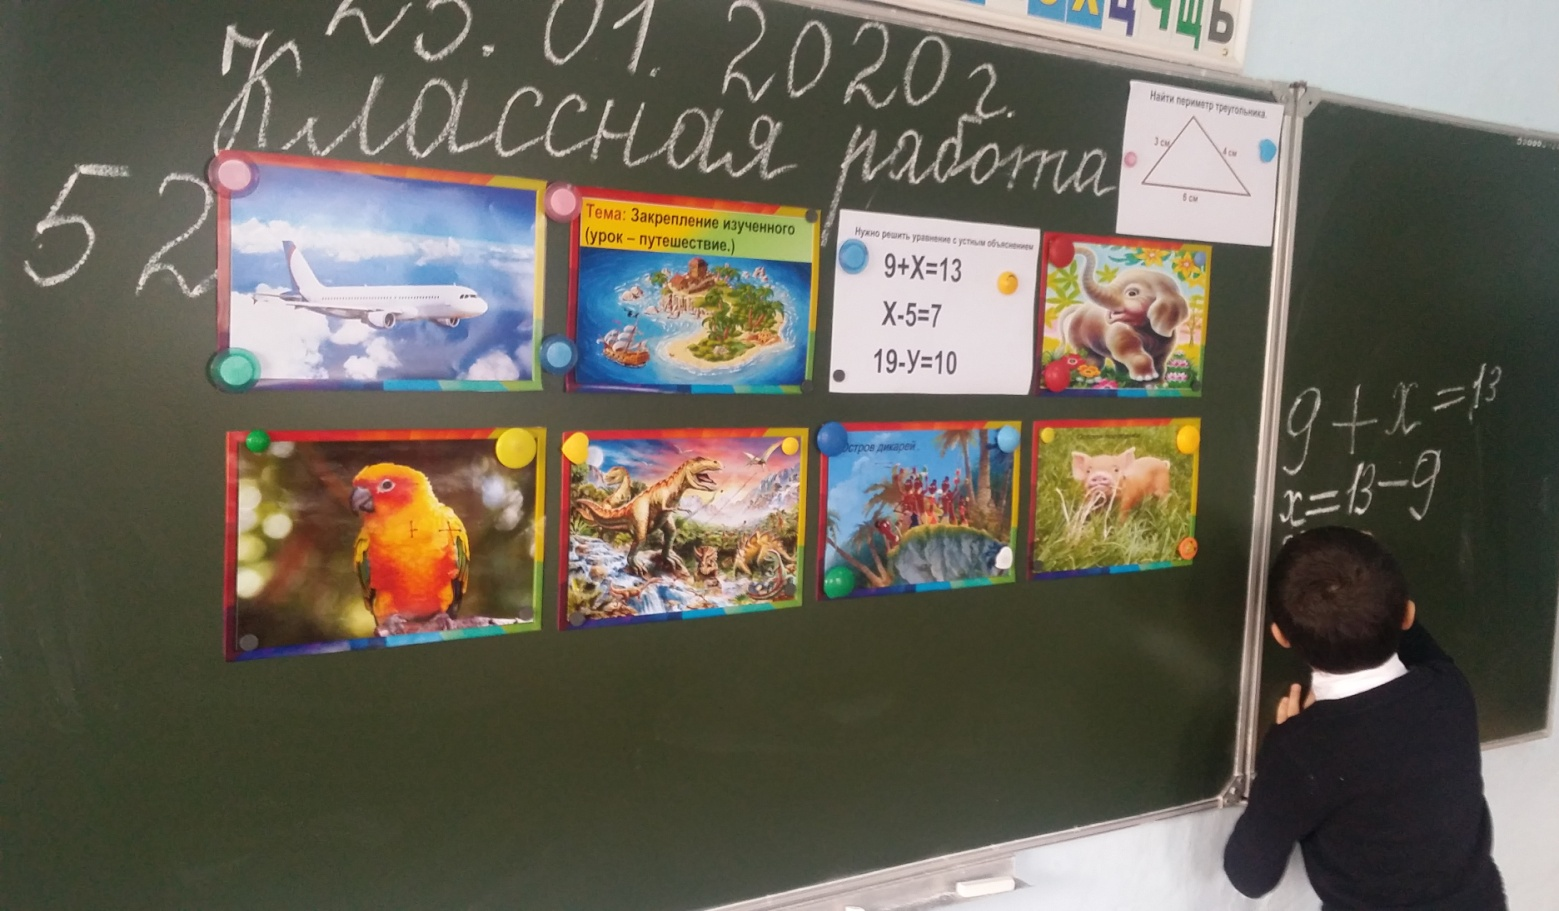 Х Ц Ч Щ Ь
23.01.2020г.
Классная работа
52
Найти периметр треугольника.
3 см
4 см
6 см
Тема: Закрепление изученного
(урок – путешествие.)
Нужно решить уравнение с устным объяснением
9+Х=13
Х-5=7
19-У=10
остров дикарей
9+х=13
х=13-9